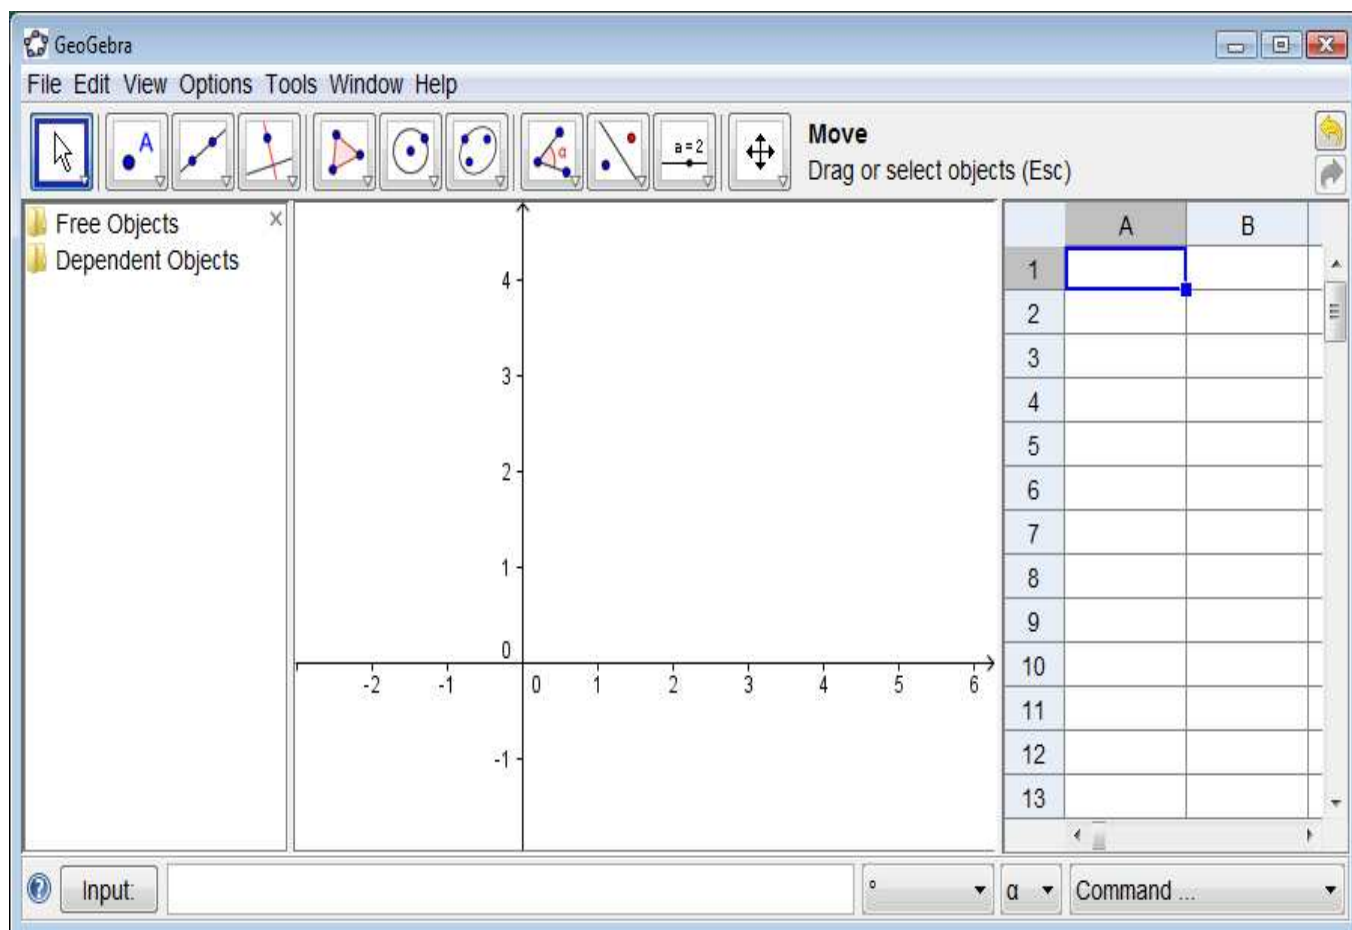 GeoGebra
File Edit View Options Tools Window Help
A
α
a = 2
Move
Drag or select objects (Esc)
Free Objects
Dependent Objects
4
3
2
1
0
-2 -1 0 1 2 3 4 5 6
-1
A B
1
2
3
4
5
6
7
8
9
10
11
12
13
Input: ° α Command ...